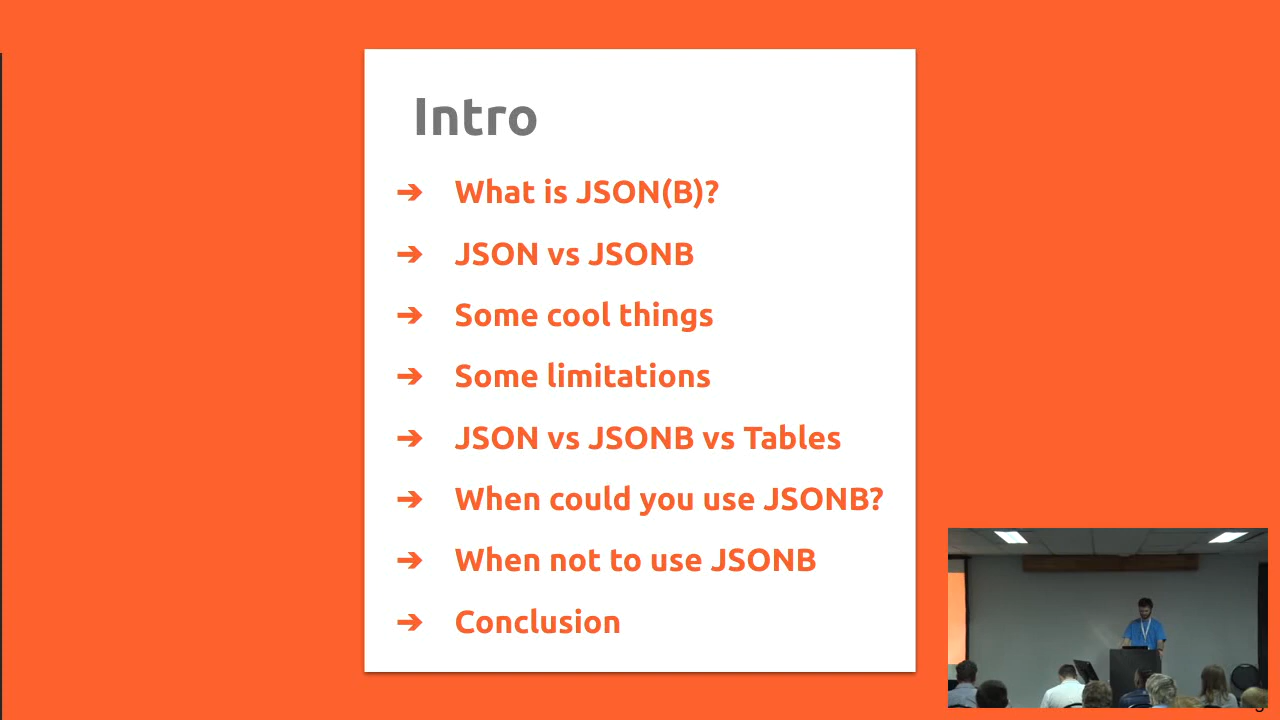 Intro
➔ What is JSON(B)?
➔ JSON vs JSONB
➔ Some cool things
➔ Some limitations
➔ JSON vs JSONB vs Tables
➔ When could you use JSONB?
➔ When not to use JSONB
➔ Conclusion